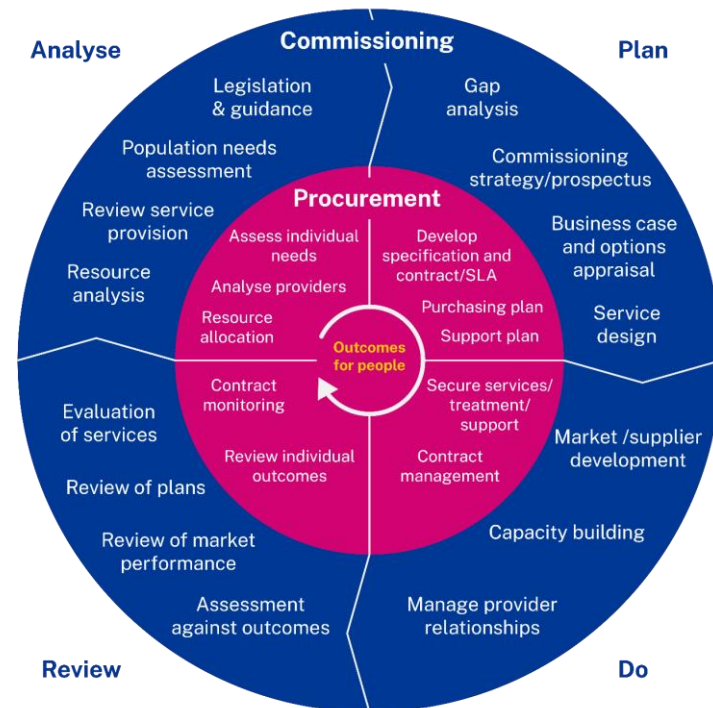 Analyse
Commissioning
Plan
Legislation
& guidance
Population needs
assessment
Review service
provision
Resource
analysis
Gap
analysis
Commissioning
strategy/prospectus
Business case
and options
appraisal
Service
design
Procurement
Assess individual
needs
Analyse providers
Resource
allocation
Develop
specification and
contract/SLA
Purchasing plan
Support plan
Outcomes
for people
Contract
monitoring
Review individual
outcomes
Secure services/
treatment/
support
Contract
management
Evaluation
of services
Review of plans
Review of market
performance
Assessment
against outcomes
Market /supplier
development
Capacity building
Manage provider
relationships
Review
Do